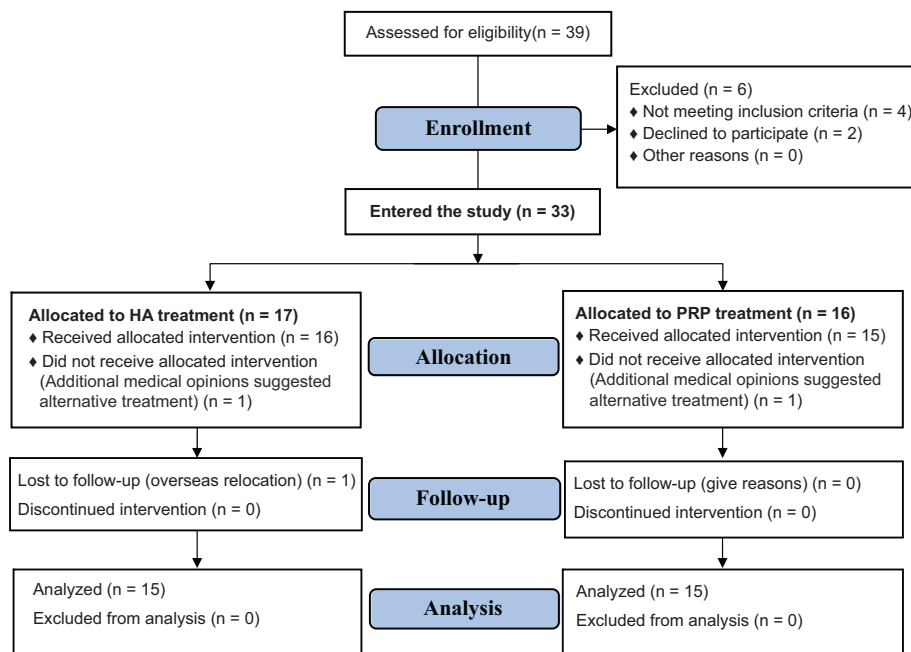 Assessed for eligibility(n = 39)
Enrollment
Excluded (n = 6)
♦ Not meeting inclusion criteria (n = 4)
♦ Declined to participate (n = 2)
♦ Other reasons (n = 0)
Entered the study (n = 33)
Allocated to HA treatment (n = 17)
♦ Received allocated intervention (n = 16)
♦ Did not receive allocated intervention
(Additional medical opinions suggested
alternative treatment) (n = 1)
Allocation
Allocated to PRP treatment (n = 16)
♦ Received allocated intervention (n = 15)
♦ Did not receive allocated intervention
(Additional medical opinions suggested
alternative treatment) (n = 1)
Lost to follow-up (overseas relocation) (n = 1)
Discontinued intervention (n = 0)
Follow-up
Lost to follow-up (give reasons) (n = 0)
Discontinued intervention (n = 0)
Analyzed (n = 15)
Excluded from analysis (n = 0)
Analysis
Analyzed (n = 15)
Excluded from analysis (n = 0)